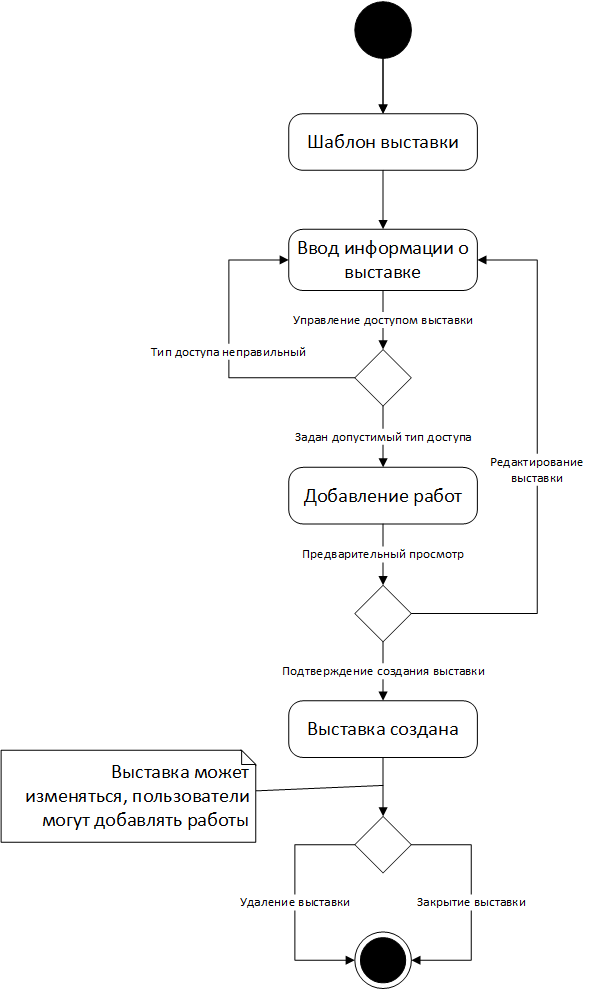 Шаблон выставки
Ввод информации о
выставке
Управление доступом выставки
Тип доступа неправильный
Задан допустимый тип доступа
Редактирование
выставки
Добавление работ
Предварительный просмотр
Подтверждение создания выставки
Выставка создана
Выставка может
изменяться, пользователи
могут добавлять работы
Удаление выставки
Закрытие выставки